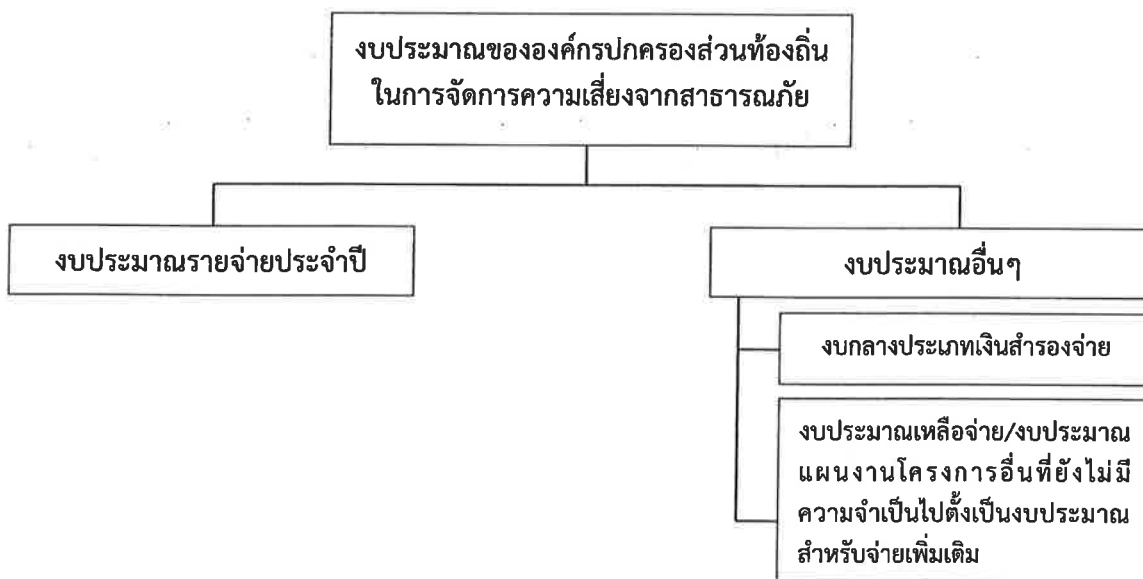 งบประมาณขององค์กรปกครองส่วนท้องถิ่น
ในการจัดการความเสี่ยงจากสาธารณภัย
งบประมาณรายจ่ายประจำปี
งบประมาณอื่นๆ
งบกลางประเภทเงินสำรองจ่าย
งบประมาณเหลือจ่าย/งบประมาณ
แผนงานโครงการอื่นที่ยังไม่มี
ความจำเป็นไปตั้งเป็นงบประมาณ
สำหรับจ่ายเพิ่มเติม